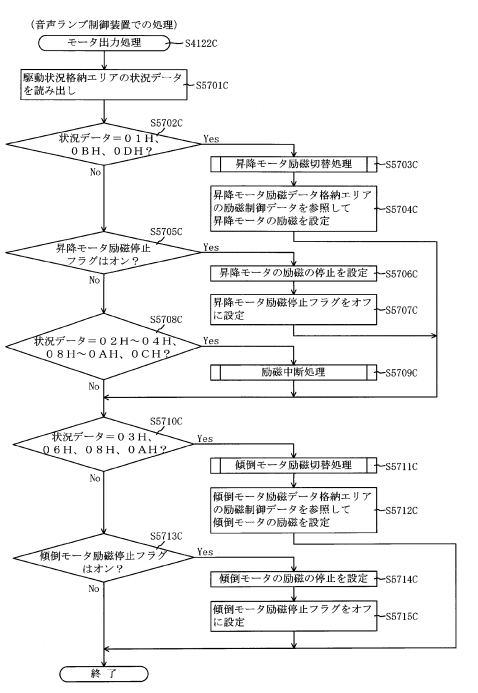 （音声ランプ制御装置での処理）
モータ出力処理
S4122C
駆動状況格納エリアの状況データ
を読み出し
S5701C
S5702C
状況データ＝０１Ｈ、
０ＢＨ、０ＤＨ？
Yes
No
昇降モータ励磁切替処理
S5703C
昇降モータ励磁データ格納エリア
の励磁制御データを参照して
昇降モータの励磁を設定
S5704C
S5705C
昇降モータ励磁停止
フラグはオン？
Yes
No
昇降モータの励磁の停止を設定
S5706C
昇降モータ励磁停止フラグをオフ
に設定
S5707C
S5708C
状況データ＝０２Ｈ～０４Ｈ、
０８Ｈ～０ＡＨ、０ＣＨ？
Yes
No
励磁中断処理
S5709C
S5710C
状況データ＝０３Ｈ、
０６Ｈ、０８Ｈ、０ＡＨ？
Yes
No
傾倒モータ励磁切替処理
S5711C
傾倒モータ励磁データ格納エリア
の励磁制御データを参照して
傾倒モータの励磁を設定
S5712C
S5713C
傾倒モータ励磁停止フラグ
はオン？
Yes
No
傾倒モータの励磁の停止を設定
S5714C
傾倒モータ励磁停止フラグをオフ
に設定
S5715C
終了